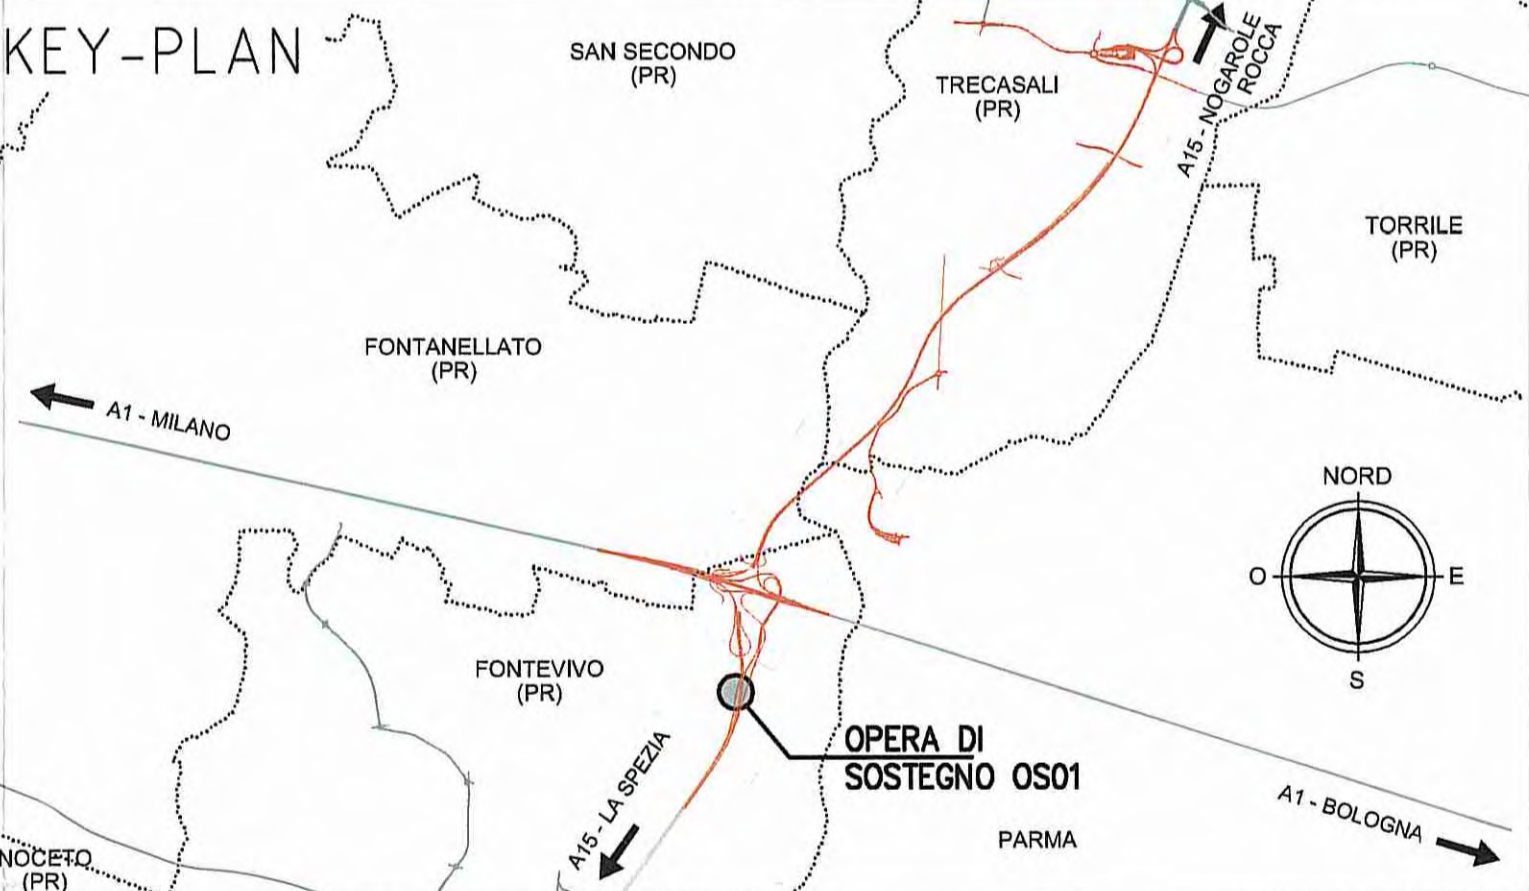 KEY-PLAN
SAN SECONDO
(PR)
TRECASALI
(PR)
A15 - NOGAROLE
ROCCA
TORRILE
(PR)
FONTANELLATO
(PR)
A1 - MILANO
NORD
O
E
S
FONTEVIVO
(PR)
OPERA DI
SOSTEGNO OS01
A15 - LA SPEZIA
A1 - BOLOGNA
PARMA
NOCETO
(PR)